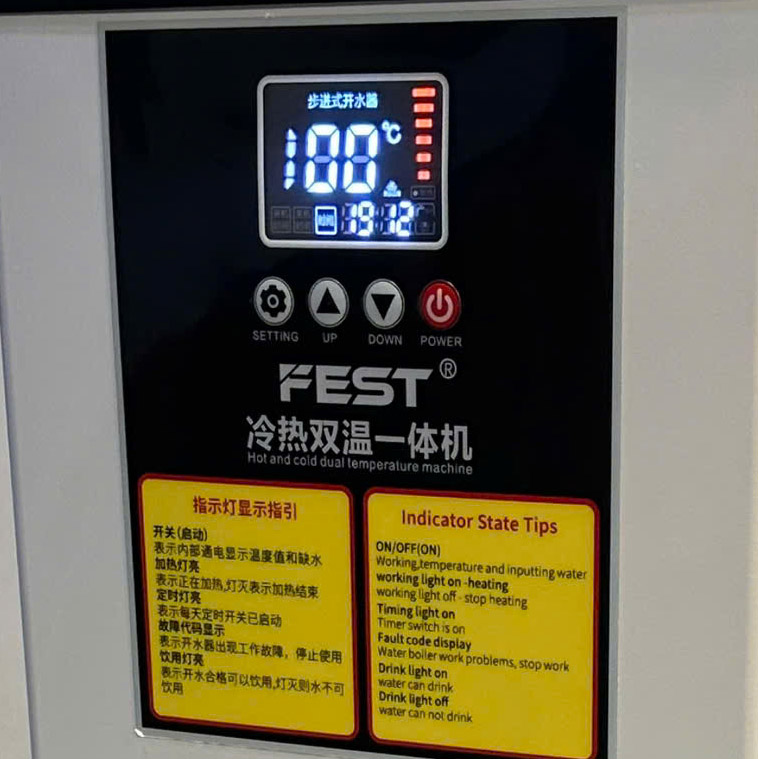 步进式开水器
100℃
19 12
SETTING UP DOWN POWER
FEST®
冷热双温一体机
Hot and cold dual temperature machine
指示灯显示指引
开关(启动)
表示内部通电显示温度值和缺水
加热灯亮
表示正在加热,灯灭表示加热结束
定时灯亮
表示每天定时开关已启动
故障代码显示
表示开水器出现工作故障，停止使用
饮用灯亮
表示开水合格可以饮用,灯灭则水不可
饮用
Indicator State Tips
ON/OFF(ON)
Working,temperature and inputting water
working light on -heating
working light off - stop heating
Timing light on
Timer switch is on
Fault code display
Water boiler work problems, stop work
Drink light on
water can drink
Drink light off
water can not drink